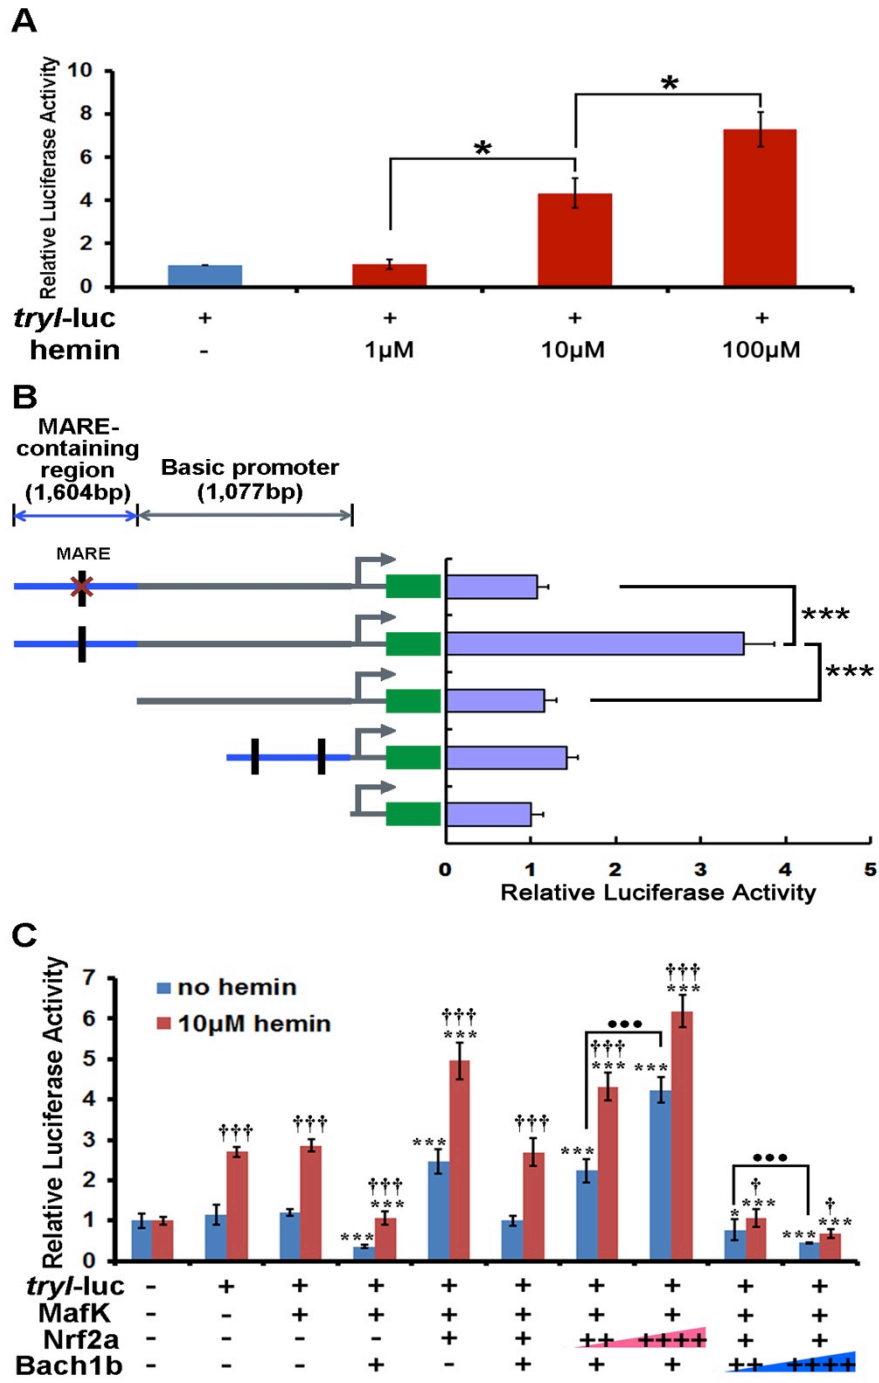 A
Relative Luciferase Activity
10
8
6
4
2
0
*
*
tryI-luc + + + +
hemin - 1µM 10µM 100µM
B
MARE-
containing
region
(1,604bp)
Basic promoter
(1,077bp)
MARE
***
***
0 1 2 3 4 5
Relative Luciferase Activity
C
Relative Luciferase Activity
7
6
5
4
3
2
1
0
no hemin
10µM hemin
†††
†††
***
†††
***
***
†††
***
†††
***
†††
***
•••
***
†††
***
*
†
***
•••
***
†
***
tryI-luc - + + + + + + + + +
MafK - - + + + + + + + +
Nrf2a - - - - + + ++ ++++ + +
Bach1b - - - + - + + + ++ ++++